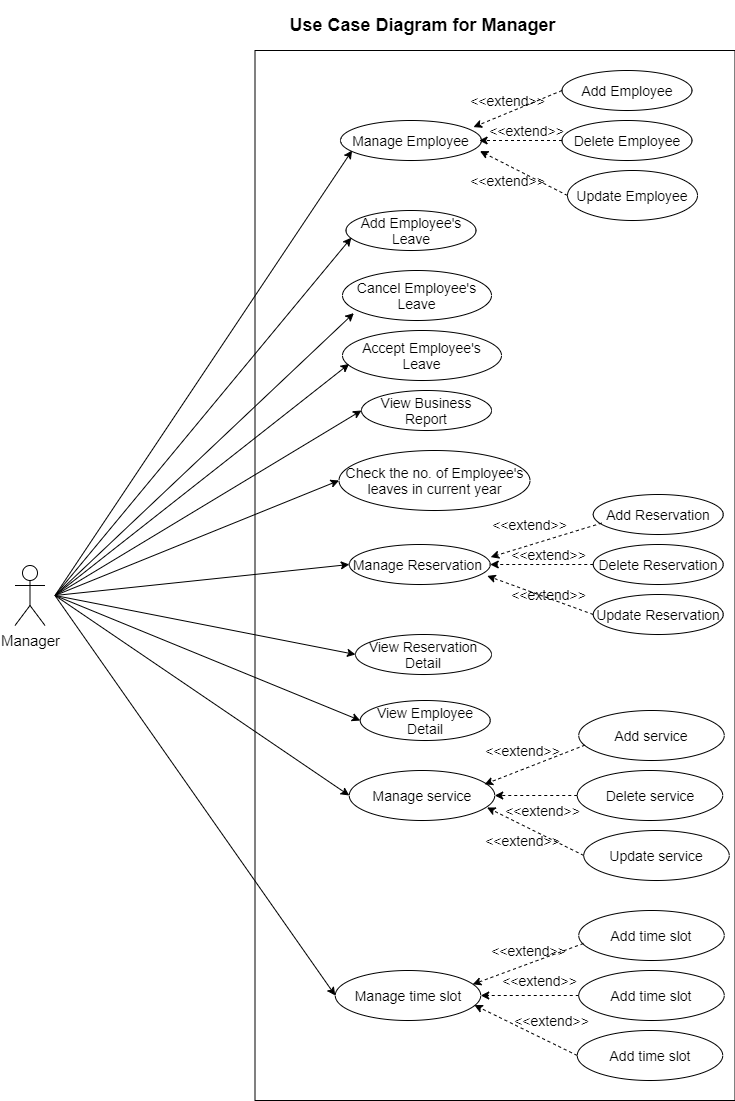 Use Case Diagram for Manager
<<extend>>
Add Employee
Manage Employee
<<extend>>
Delete Employee
<<extend>>
Update Employee
Add Employee's
Leave
Cancel Employee's
Leave
Accept Employee's
Leave
View Business
Report
Check the no. of Employee's
leaves in current year
<<extend>>
Add Reservation
Manage Reservation
<<extend>>
Delete Reservation
<<extend>>
Update Reservation
Manager
View Reservation
Detail
View Employee
Detail
<<extend>>
Add service
Manage service
Delete service
<<extend>>
<<extend>>
Update service
Add time slot
<<extend>>
Manage time slot
<<extend>>
Add time slot
<<extend>>
Add time slot